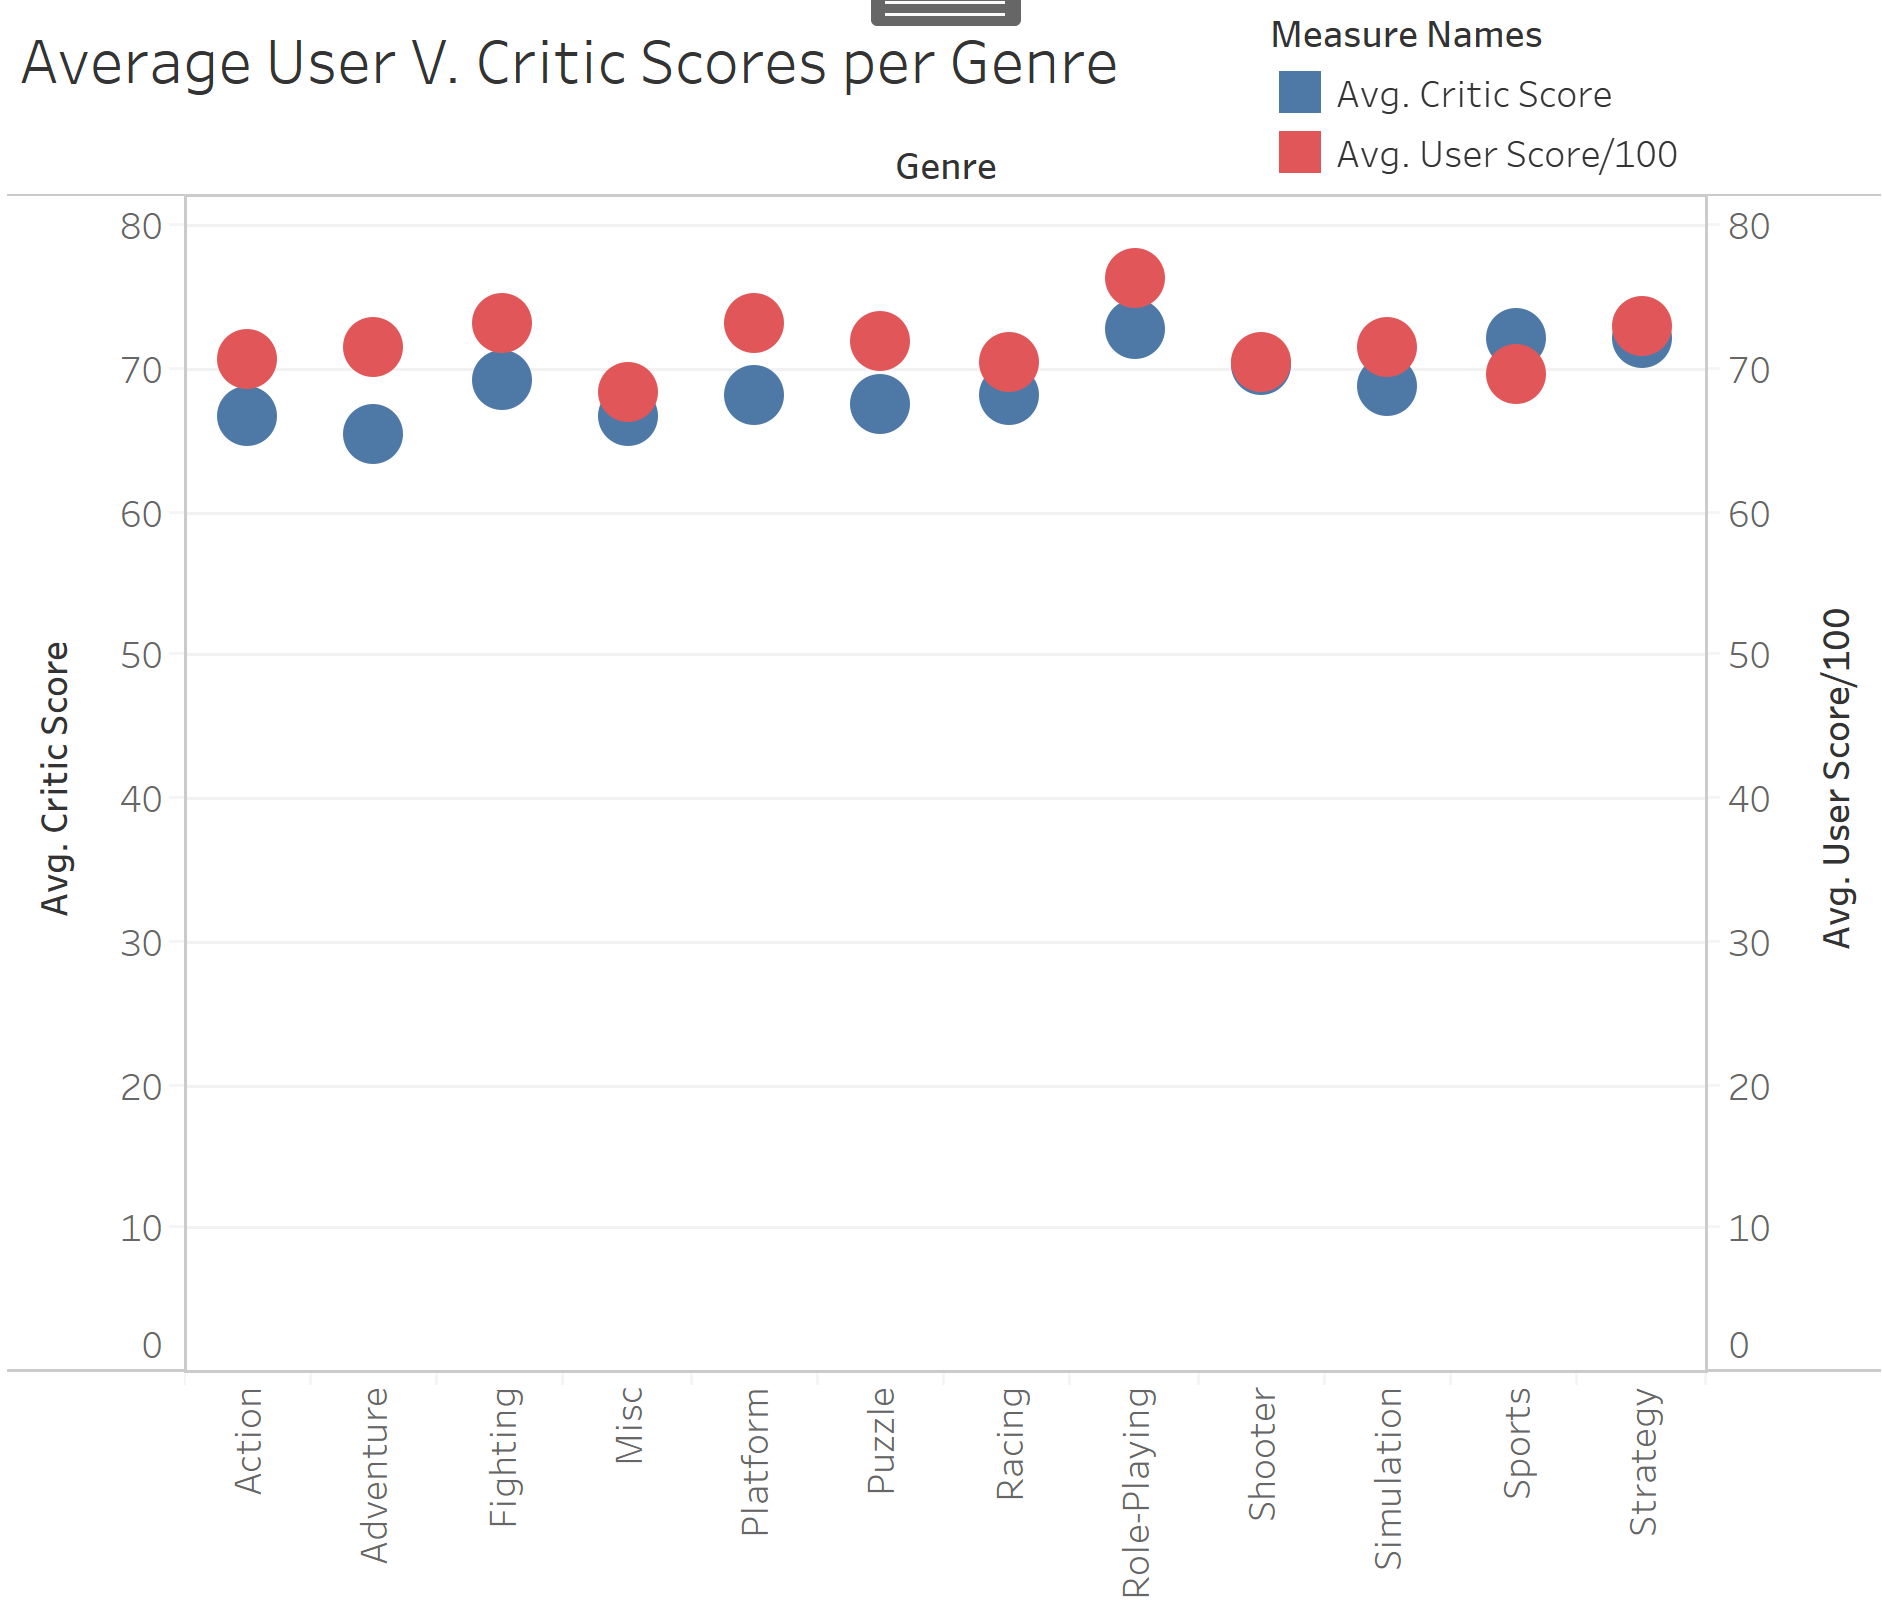 Average User V. Critic Scores per Genre
Measure Names
Avg. Critic Score
Avg. User Score/100
Genre
80
70
60
50
40
30
20
10
0
Avg. Critic Score
80
70
60
50
40
30
20
10
0
Avg. User Score/100
Action
Adventure
Fighting
Misc
Platform
Puzzle
Racing
Role-Playing
Shooter
Simulation
Sports
Strategy